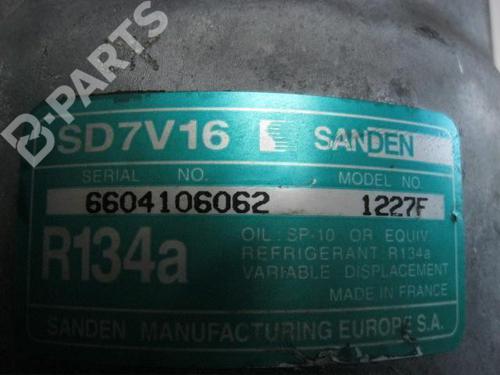 B-PARTS
SD7V16 SANDEN
SERIAL NO. MODEL NO.
6604106062 1227F
R134a
OIL: SP-10 OR EQUIV.
REFRIGERANT: R134a
VARIABLE DISPLACEMENT
MADE IN FRANCE
SANDEN MANUFACTURING EUROPE S.A.